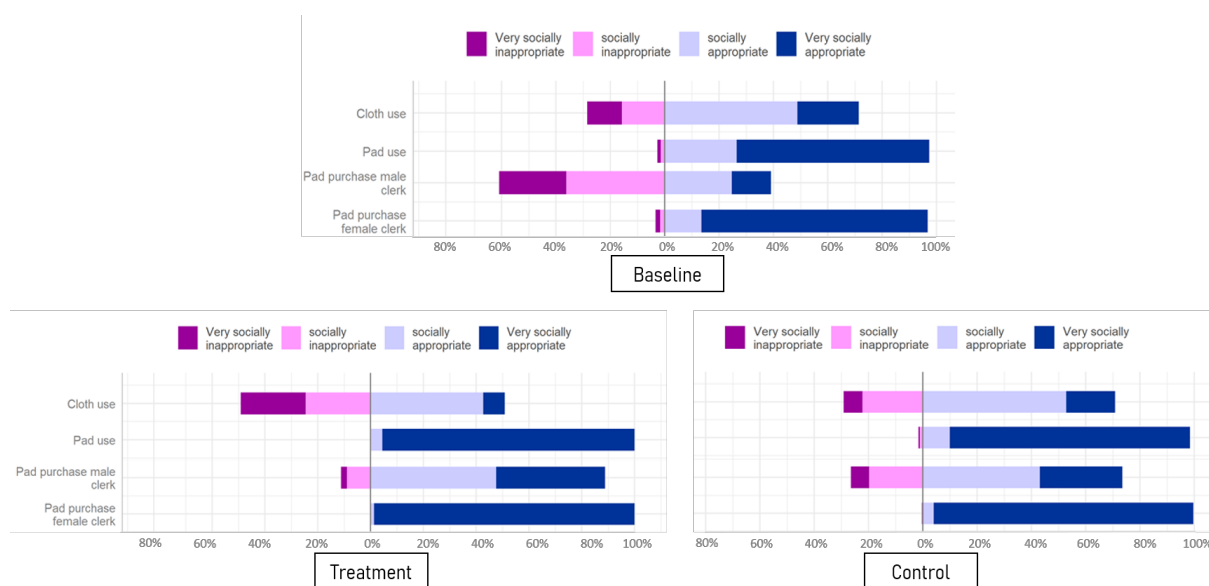 Very socially inappropriate
socially inappropriate
socially appropriate
Very socially appropriate
Cloth use
Pad use
Pad purchase male clerk
Pad purchase female clerk
80% 60% 40% 20% 0% 20% 40% 60% 80% 100%
Baseline
Very socially inappropriate
socially inappropriate
socially appropriate
Very socially appropriate
Cloth use
Pad use
Pad purchase male clerk
Pad purchase female clerk
80% 60% 40% 20% 0% 20% 40% 60% 80% 100%
Treatment
Very socially inappropriate
socially inappropriate
socially appropriate
Very socially appropriate
80% 60% 40% 20% 0% 20% 40% 60% 80% 100%
Control